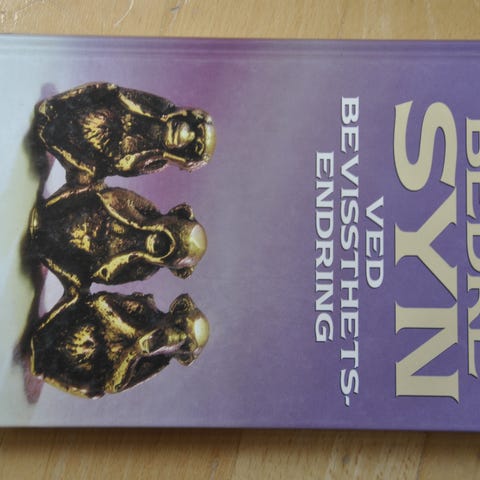 BEDRE
SYN
VED
BEVISSTHETS-
ENDRING